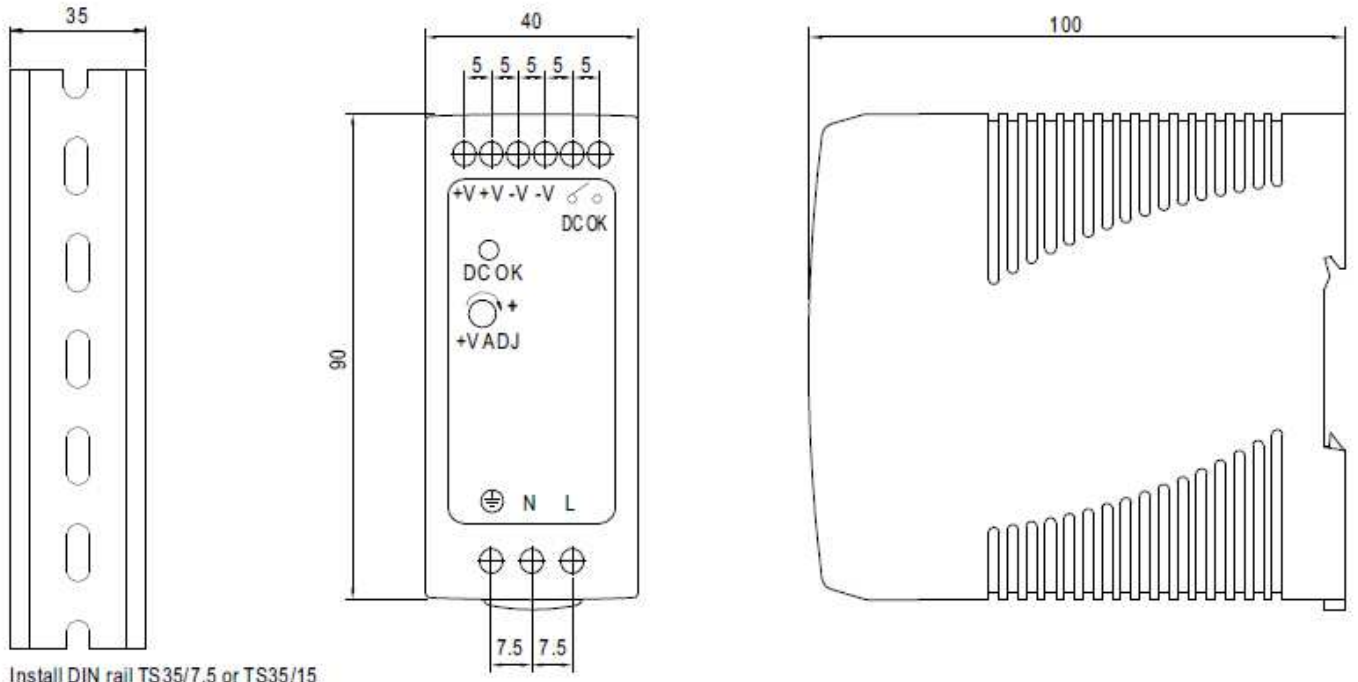 35
40
100
5 5 5 5 5
+V +V -V -V
DC OK
DC OK
+
+V ADJ
90
N L
7.5 7.5
Install DIN rail TS35/7.5 or TS35/15